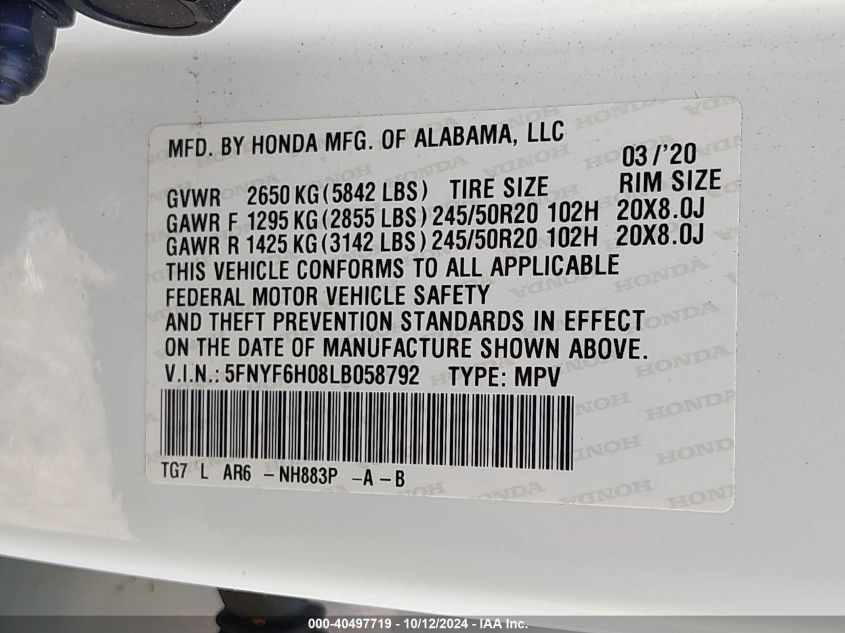 MFD. BY HONDA MFG. OF ALABAMA, LLC
03/'20
GVWR 2650 KG(5842 LBS) TIRE SIZE RIM SIZE
GAWR F 1295 KG(2855 LBS) 245/50R20 102H 20X8.0J
GAWR R 1425 KG(3142 LBS) 245/50R20 102H 20X8.0J
THIS VEHICLE CONFORMS TO ALL APPLICABLE
FEDERAL MOTOR VEHICLE SAFETY
AND THEFT PREVENTION STANDARDS IN EFFECT
ON THE DATE OF MANUFACTURE SHOWN ABOVE.
V.I.N.: 5FNYF6H08LB058792 TYPE: MPV
TG7 L AR6 -NH883P -A-B
000-40497719 - 10/12/2024 - IAA Inc.